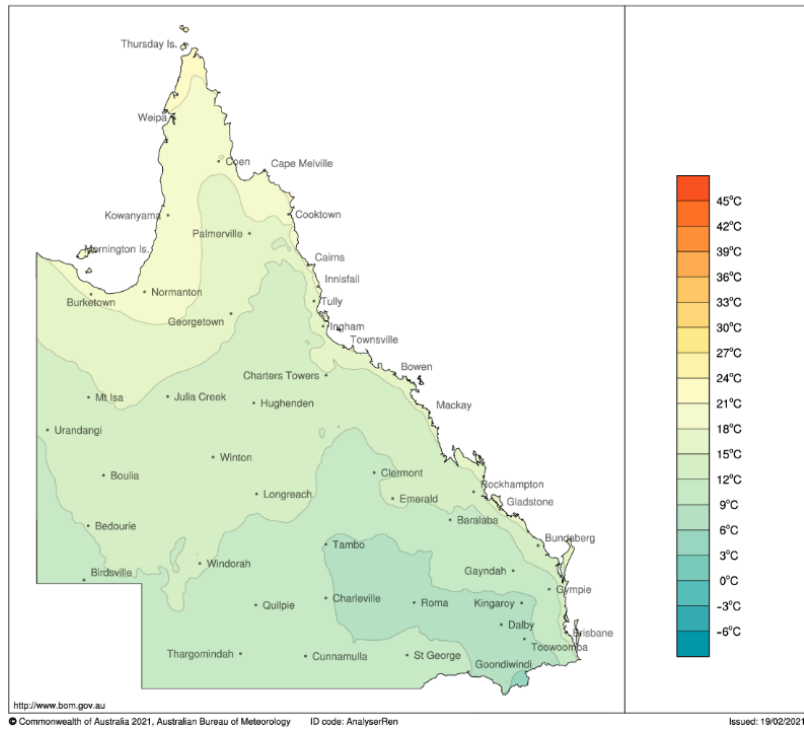 Thursday Is.
Weipa
Coen
Cape Melville
Kowanyama
Cooktown
Palmerville
Mornington Is.
Cairns
Innisfail
Burketown
Normanton
Tully
Georgetown
Ingham
Townsville
Charters Towers
Bowen
Mt Isa
Julia Creek
Hughenden
Mackay
Urandangi
Winton
Boulia
Clermont
Longreach
Emerald
Rockhampton
Gladstone
Bedourie
Baralaba
Tambo
Bundeberg
Windorah
Birdsville
Gayndah
Gympie
Quilpie
Charleville
Roma
Kingaroy
Dalby
Brisbane
Thargomindah
Cunnamulla
St George
Toowoomba
Goondiwindi
45°C
42°C
39°C
36°C
33°C
30°C
27°C
24°C
21°C
18°C
15°C
12°C
9°C
6°C
3°C
0°C
-3°C
-6°C
http://www.bom.gov.au
© Commonwealth of Australia 2021, Australian Bureau of Meteorology ID code: AnalyserRen Issued: 19/02/2021